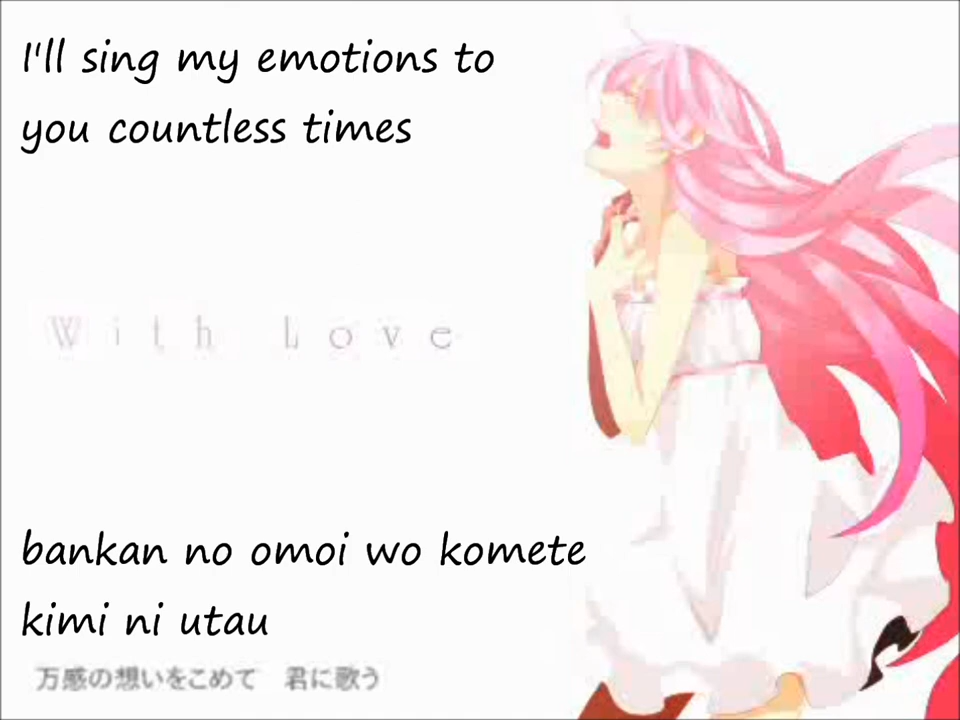 I'll sing my emotions to
you countless times
With Love
bankan no omoi wo komete
kimi ni utau
万感の想いをこめて　君に歌う